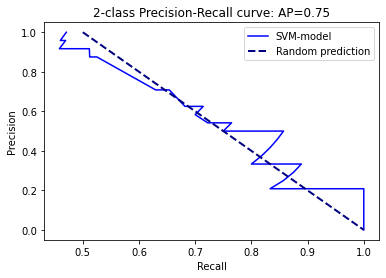 2-class Precision-Recall curve: AP=0.75
SVM-model
Random prediction
1.0
0.8
0.6
0.4
0.2
0.0
Precision
0.5
0.6
0.7
0.8
0.9
1.0
Recall